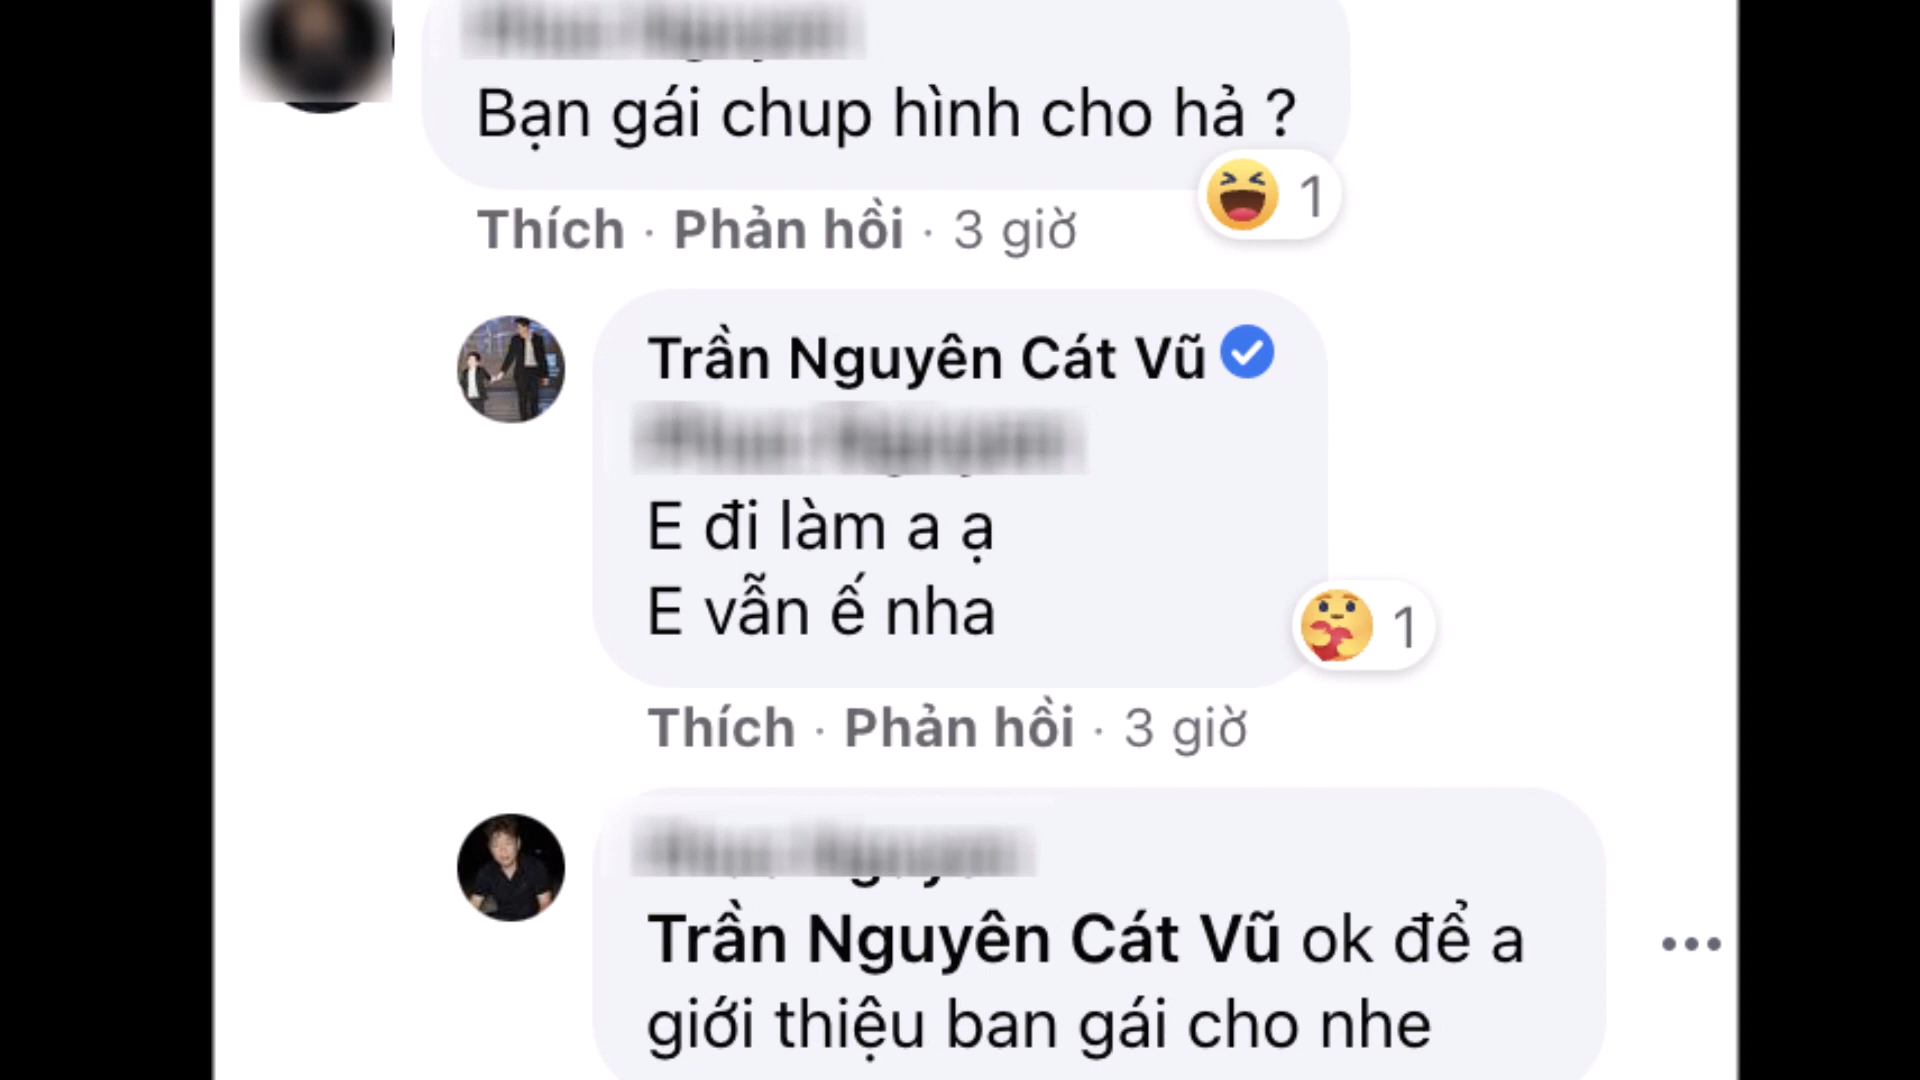 Bạn gái chup hình cho hả ?
1
Thích · Phản hồi · 3 giờ
Trần Nguyên Cát Vũ
E đi làm a ạ
E vẫn ế nha
1
Thích · Phản hồi · 3 giờ
Trần Nguyên Cát Vũ ok để a
giới thiệu ban gái cho nhe